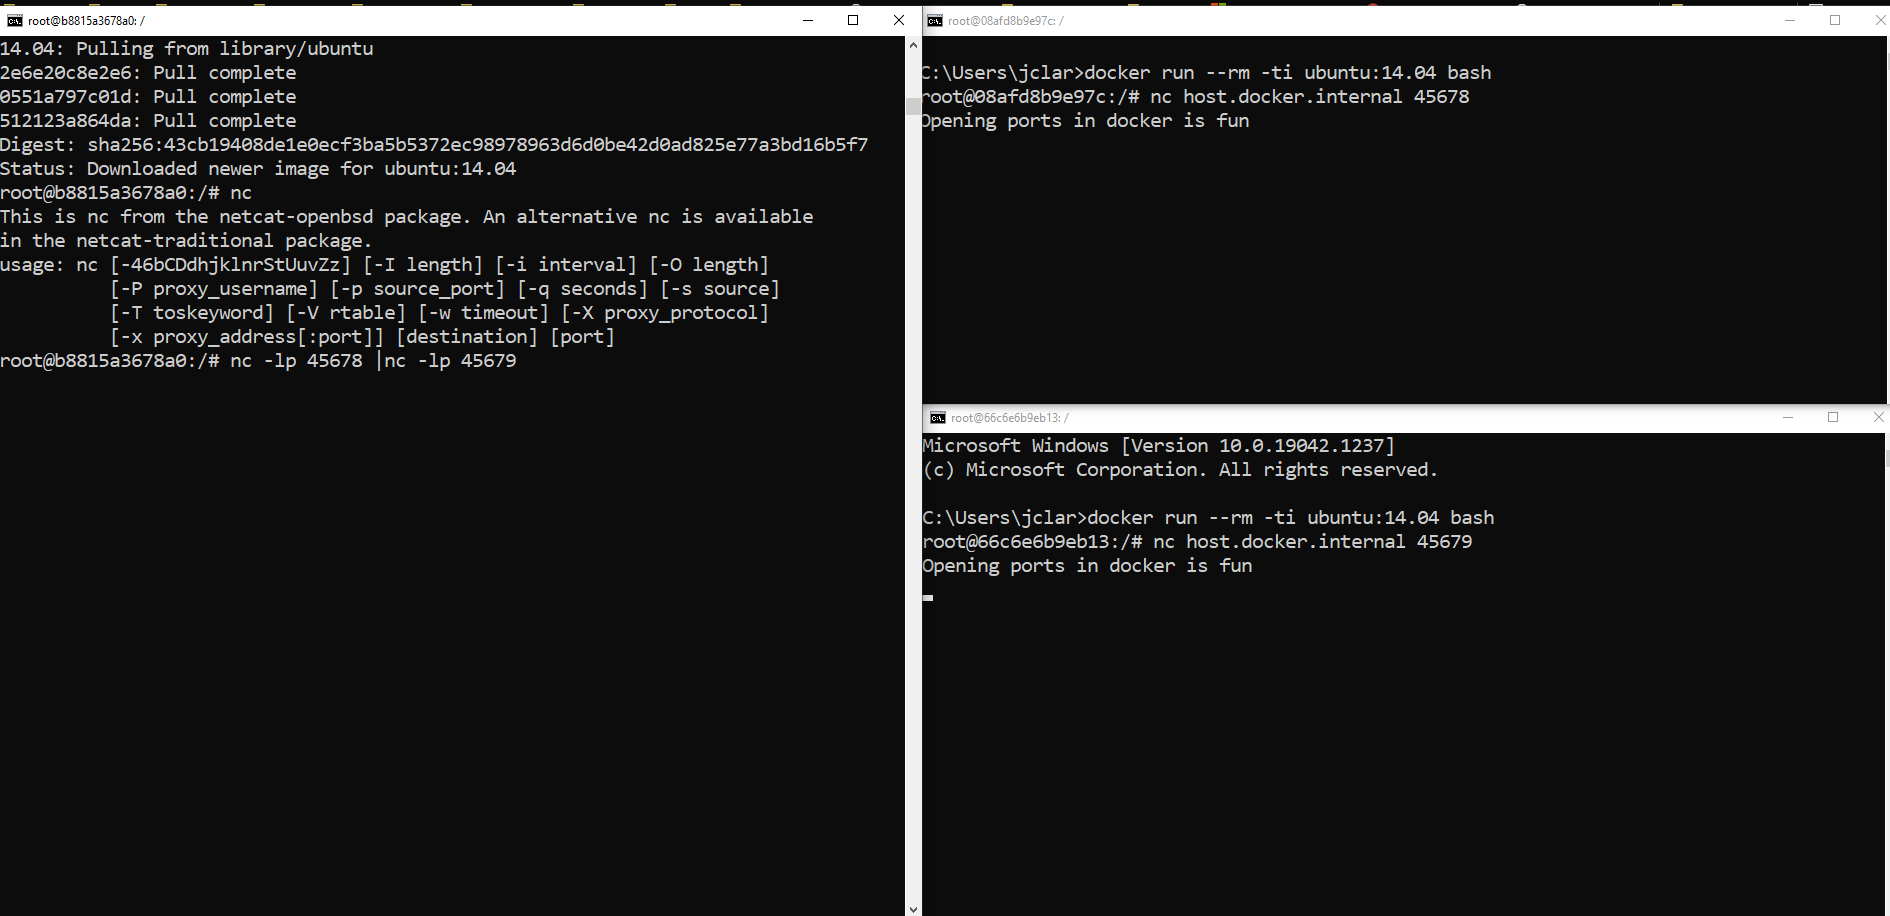 root@b8815a3678a0: /
14.04: Pulling from library/ubuntu
2e6e20c8e2e6: Pull complete
0551a797c01d: Pull complete
512123a864da: Pull complete
Digest: sha256:43cb19408de1e0ecf3ba5b5372ec98978963d6d0be42d0ad825e77a3bd16b5f7
Status: Downloaded newer image for ubuntu:14.04
root@b8815a3678a0:/# nc
This is nc from the netcat-openbsd package. An alternative nc is available
in the netcat-traditional package.
usage: nc [-46bCDdhjklnrStUuvZz] [-I length] [-i interval] [-O length]
          [-P proxy_username] [-p source_port] [-q seconds] [-s source]
          [-T toskeyword] [-V rtable] [-w timeout] [-X proxy_protocol]
          [-x proxy_address[:port]] [destination] [port]
root@b8815a3678a0:/# nc -lp 45678 |nc -lp 45679
root@08afd8b9e97c: /
C:\Users\jclar>docker run --rm -ti ubuntu:14.04 bash
root@08afd8b9e97c:/# nc host.docker.internal 45678
Opening ports in docker is fun
root@66c6e6b9eb13: /
Microsoft Windows [Version 10.0.19042.1237]
(c) Microsoft Corporation. All rights reserved.
C:\Users\jclar>docker run --rm -ti ubuntu:14.04 bash
root@66c6e6b9eb13:/# nc host.docker.internal 45679
Opening ports in docker is fun